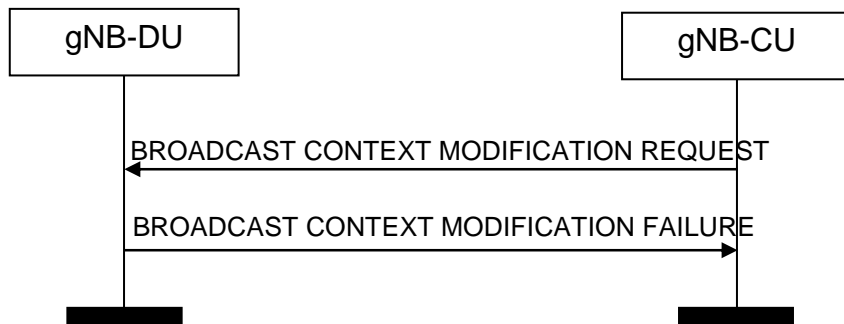 gNB-DU
gNB-CU
BROADCAST CONTEXT MODIFICATION REQUEST
BROADCAST CONTEXT MODIFICATION FAILURE